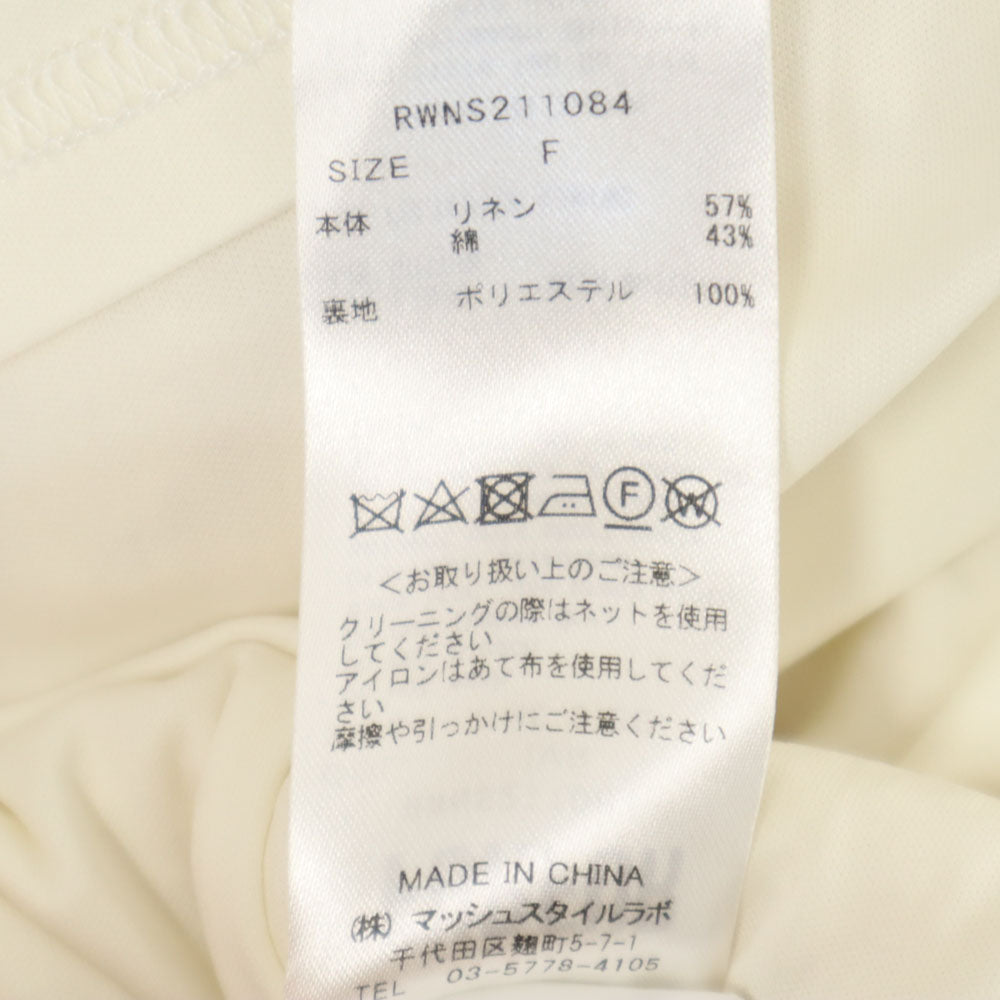 RWNS211084
SIZE F
本体 リネン 57%
綿 43%
裏地 ポリエステル 100%
F W
<お取り扱い上のご注意>
クリーニングの際はネットを使用
してください
アイロンはあて布を使用してくだ
さい
摩擦や引っかけにご注意ください
MADE IN CHINA
(株) マッシュスタイルラボ
千代田区麹町5-7-1
TEL 03-5778-4105